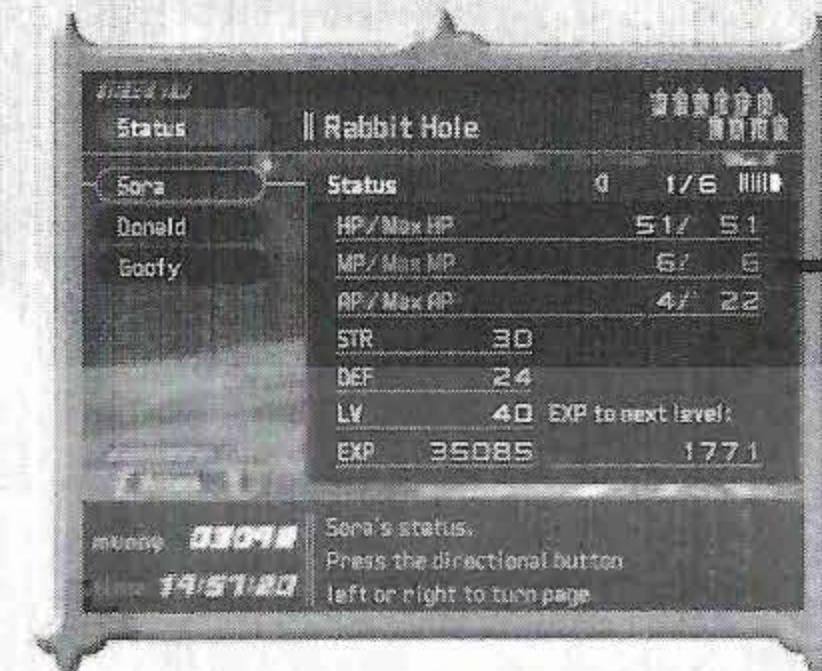 Status
Rabbit Hole
Sora
Donald
Goofy
Status 1/6
HP/Max HP 51/ 51
MP/Max MP 6/ 6
AP/Max AP 4/ 22
STR 30
DEF 24
LV 40 EXP to next level:
EXP 35085 1771
munny
Sora's status.
Press the directional button
left or right to turn page